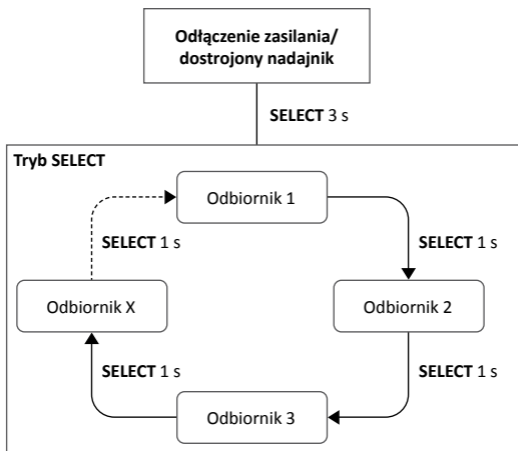 Odłączenie zasilania/
dostrojony nadajnik
SELECT 3 s
Tryb SELECT
Odbiornik 1
SELECT 1 s
SELECT 1 s
Odbiornik X
Odbiornik 2
SELECT 1 s
SELECT 1 s
Odbiornik 3